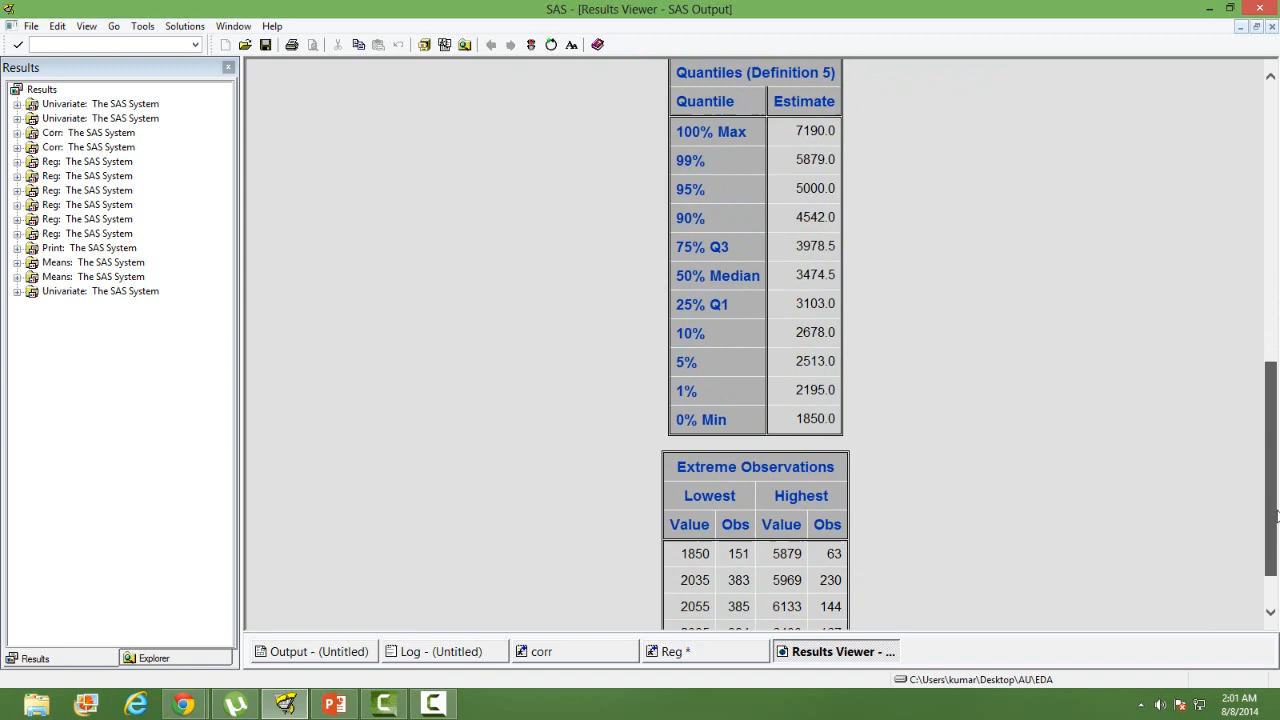 SAS - [Results Viewer - SAS Output]
File Edit View Go Tools Solutions Window Help
Results
Results
Univariate: The SAS System
Univariate: The SAS System
Corr: The SAS System
Corr: The SAS System
Reg: The SAS System
Reg: The SAS System
Reg: The SAS System
Reg: The SAS System
Reg: The SAS System
Reg: The SAS System
Print: The SAS System
Means: The SAS System
Means: The SAS System
Univariate: The SAS System
Quantiles (Definition 5)
Quantile Estimate
100% Max 7190.0
99% 5879.0
95% 5000.0
90% 4542.0
75% Q3 3978.5
50% Median 3474.5
25% Q1 3103.0
10% 2678.0
5% 2513.0
1% 2195.0
0% Min 1850.0
Extreme Observations
Lowest Highest
Value Obs Value Obs
1850 151 5879 63
2035 383 5969 230
2055 385 6133 144
Results Explorer
Output - (Untitled) Log - (Untitled) corr Reg * Results Viewer - ...
C:\Users\kumar\Desktop\AU\EDA
2:01 AM
8/8/2014